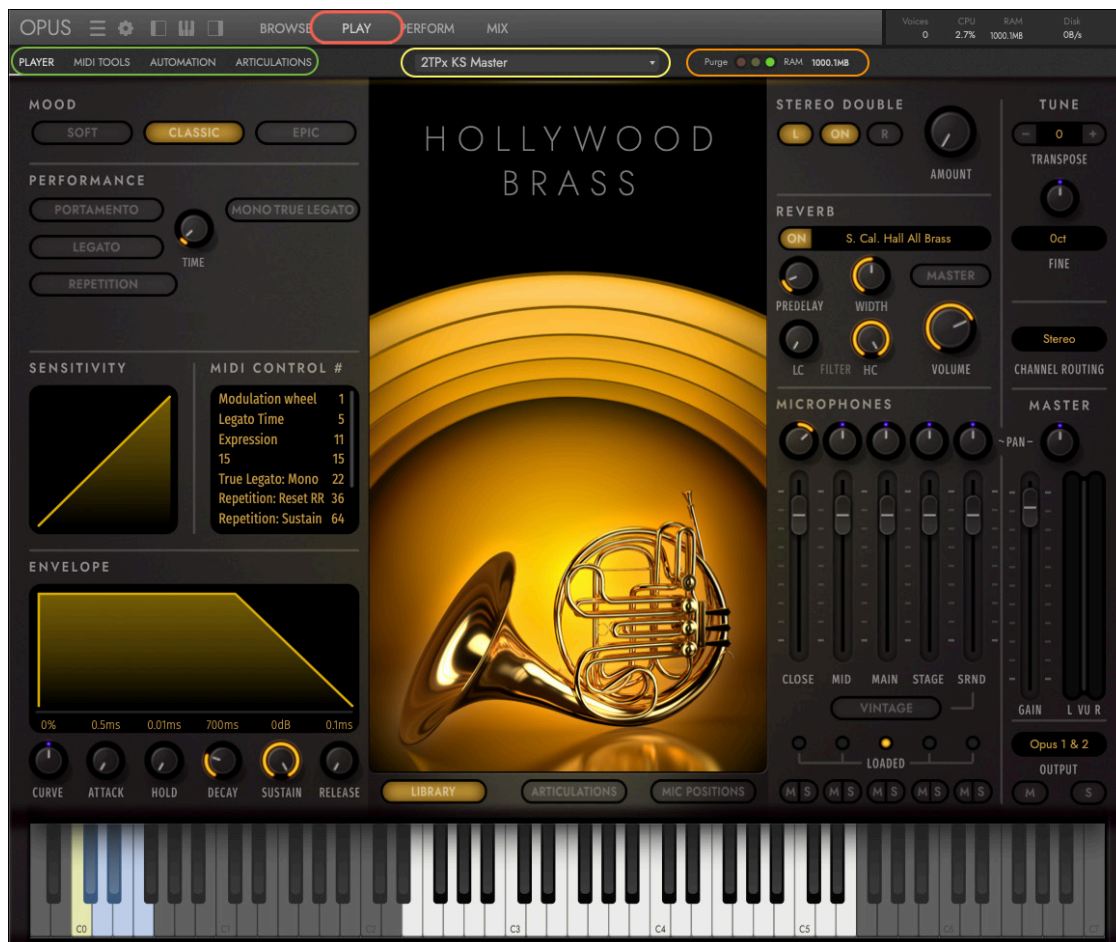 OPUS BROWSE PLAY PERFORM MIX
Voices CPU RAM Disk
0 2.7% 1000.1MB 0B/s
PLAYER MIDI TOOLS AUTOMATION ARTICULATIONS
2TPx KS Master
Purge RAM 1000.1MB
MOOD
SOFT CLASSIC EPIC
PERFORMANCE
PORTAMENTO MONO TRUE LEGATO
LEGATO
TIME
REPETITION
SENSITIVITY
MIDI CONTROL #
Modulation wheel 1
Legato Time 5
Expression 11
15 15
True Legato: Mono 22
Repetition: Reset RR 36
Repetition: Sustain 64
ENVELOPE
0% 0.5ms 0.01ms 700ms 0dB 0.1ms
CURVE ATTACK HOLD DECAY SUSTAIN RELEASE
HOLLYWOOD
BRASS
LIBRARY ARTICULATIONS MIC POSITIONS
STEREO DOUBLE
L ON R
AMOUNT
REVERB
ON S. Cal. Hall All Brass
MASTER
PREDELAY WIDTH
LC FILTER HC VOLUME
MICROPHONES
-PAN-
CLOSE MID MAIN STAGE SRND
VINTAGE
LOADED
M S M S M S M S M S
TUNE
- 0 +
TRANSPOSE
0ct
FINE
Stereo
CHANNEL ROUTING
MASTER
GAIN L VU R
Opus 1 & 2
OUTPUT
M S
C0 C1 C2 C3 C4 C5 C6 C7